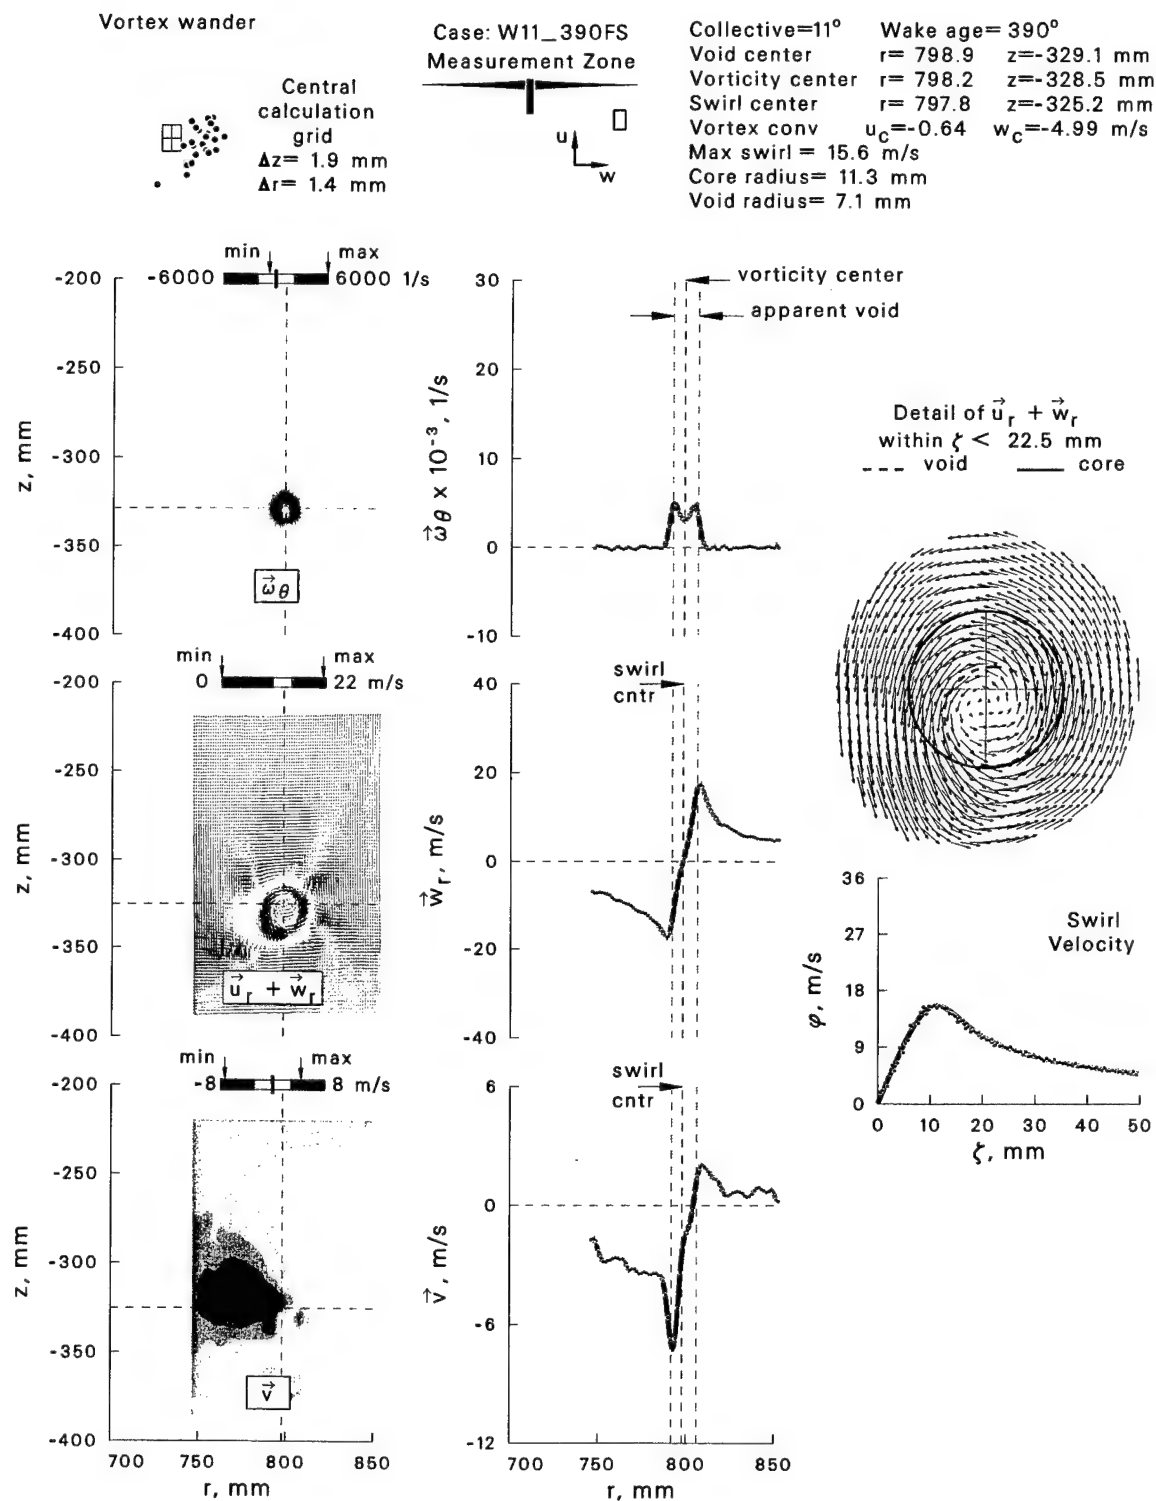 Vortex wander
Central
calculation
grid
Δz= 1.9 mm
Δr= 1.4 mm
Case: W11_390FS
Measurement Zone
u
w
Collective=11° Wake age= 390°
Void center r= 798.9 z=-329.1 mm
Vorticity center r= 798.2 z=-328.5 mm
Swirl center r= 797.8 z=-325.2 mm
Vortex conv u_c=-0.64 w_c=-4.99 m/s
Max swirl = 15.6 m/s
Core radius= 11.3 mm
Void radius= 7.1 mm
min max
-6000 6000 1/s
-200
-250
-300
-350
-400
z, mm
ω⃗θ
30
20
10
0
-10
ω⃗θ x 10⁻³, 1/s
vorticity center
apparent void
Detail of u⃗r + w⃗r
within ζ < 22.5 mm
void core
min max
0 22 m/s
-200
-250
-300
-350
-400
z, mm
u⃗r + w⃗r
swirl
cntr
40
20
0
-20
-40
w⃗r, m/s
36
27
18
9
0
φ, m/s
Swirl
Velocity
0 10 20 30 40 50
ζ, mm
min max
-8 8 m/s
-200
-250
-300
-350
-400
z, mm
v⃗
700 750 800 850
r, mm
swirl
cntr
6
0
-6
-12
v⃗, m/s
700 750 800 850
r, mm